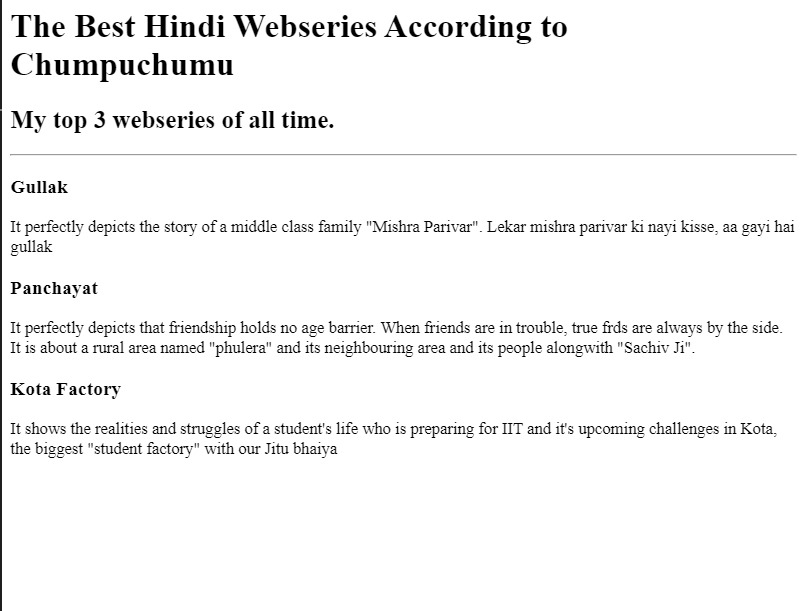 The Best Hindi Webseries According to
Chumpuchumu
My top 3 webseries of all time.
Gullak
It perfectly depicts the story of a middle class family "Mishra Parivar". Lekar mishra parivar ki nayi kisse, aa gayi hai
gullak
Panchayat
It perfectly depicts that friendship holds no age barrier. When friends are in trouble, true frds are always by the side.
It is about a rural area named "phulera" and its neighbouring area and its people alongwith "Sachiv Ji".
Kota Factory
It shows the realities and struggles of a student's life who is preparing for IIT and it's upcoming challenges in Kota,
the biggest "student factory" with our Jitu bhaiya